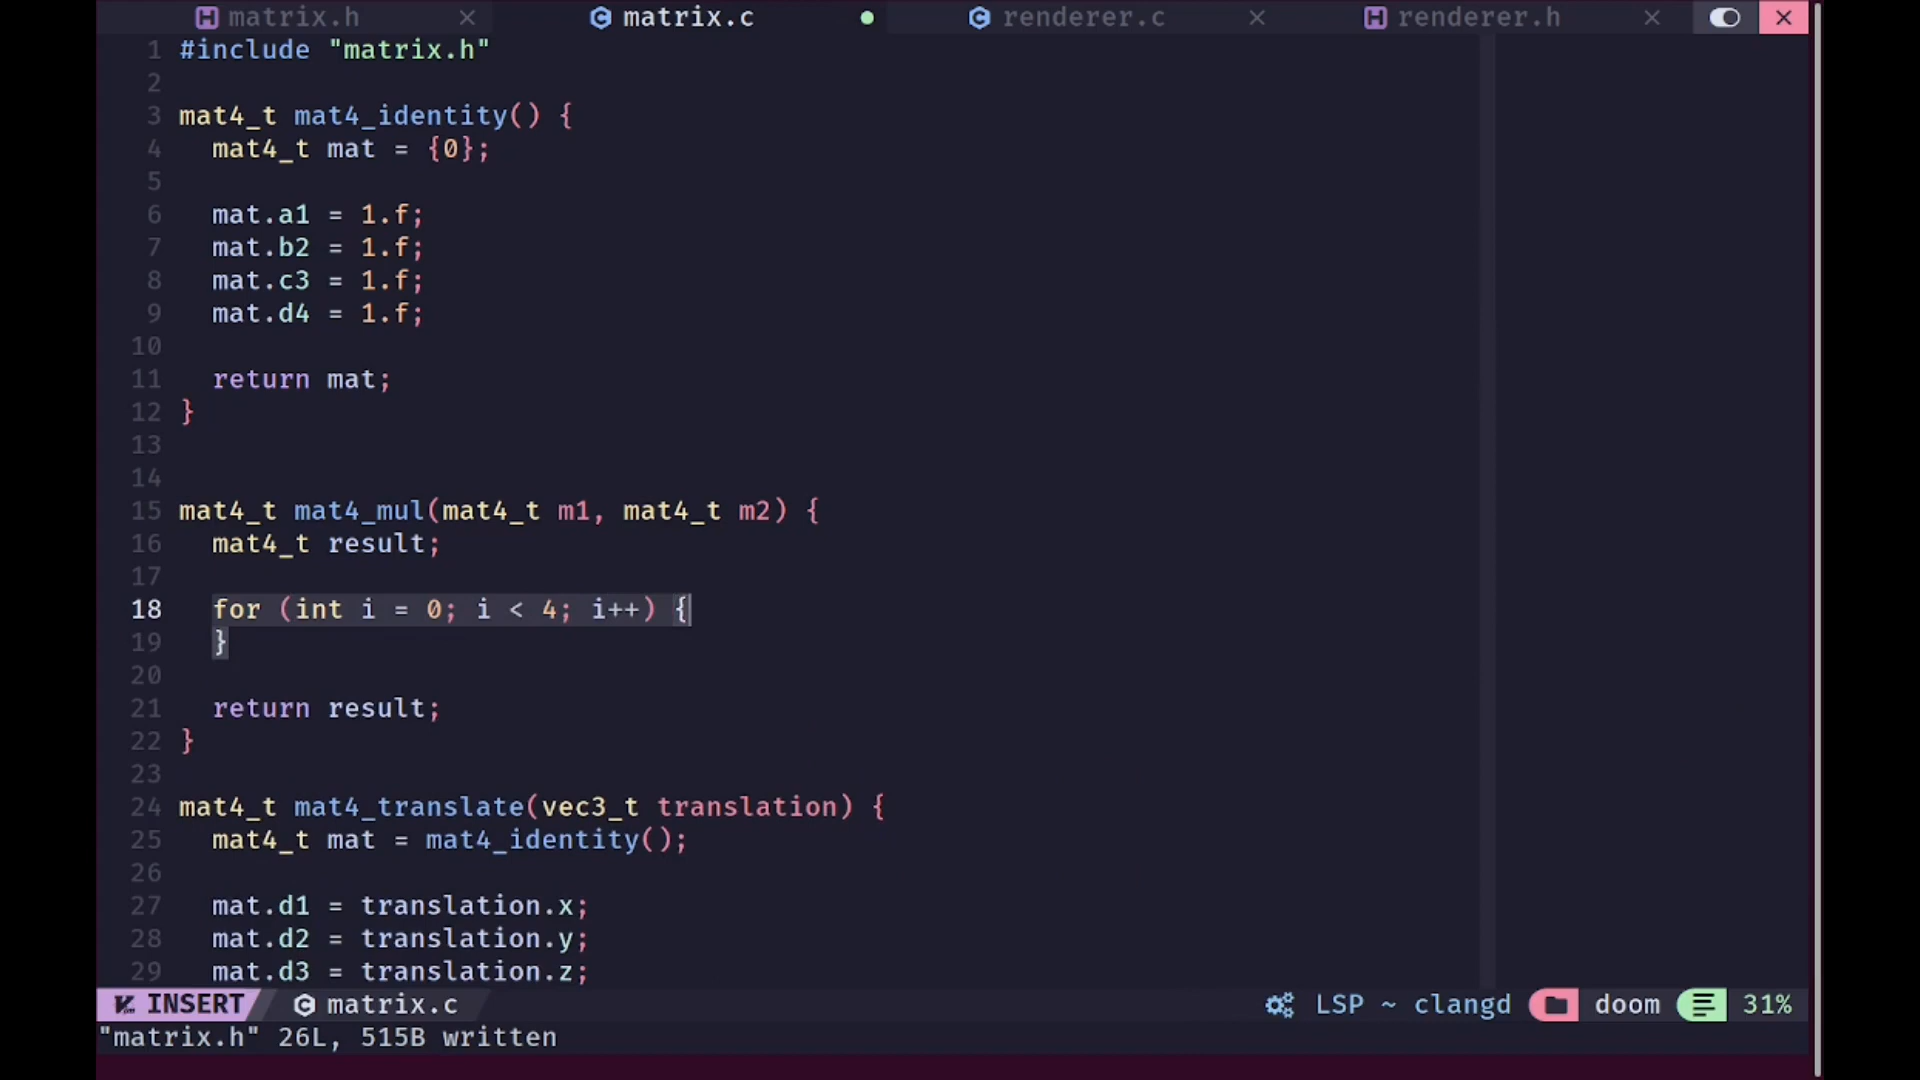 matrix.h × matrix.c ● renderer.c × renderer.h × ×
1 #include "matrix.h"
2
3 mat4_t mat4_identity() {
4   mat4_t mat = {0};
5
6   mat.a1 = 1.f;
7   mat.b2 = 1.f;
8   mat.c3 = 1.f;
9   mat.d4 = 1.f;
10
11   return mat;
12 }
13
14
15 mat4_t mat4_mul(mat4_t m1, mat4_t m2) {
16   mat4_t result;
17
18   for (int i = 0; i < 4; i++) {
19   }
20
21   return result;
22 }
23
24 mat4_t mat4_translate(vec3_t translation) {
25   mat4_t mat = mat4_identity();
26
27   mat.d1 = translation.x;
28   mat.d2 = translation.y;
29   mat.d3 = translation.z;
INSERT matrix.c LSP ~ clangd doom 31%
"matrix.h" 26L, 515B written